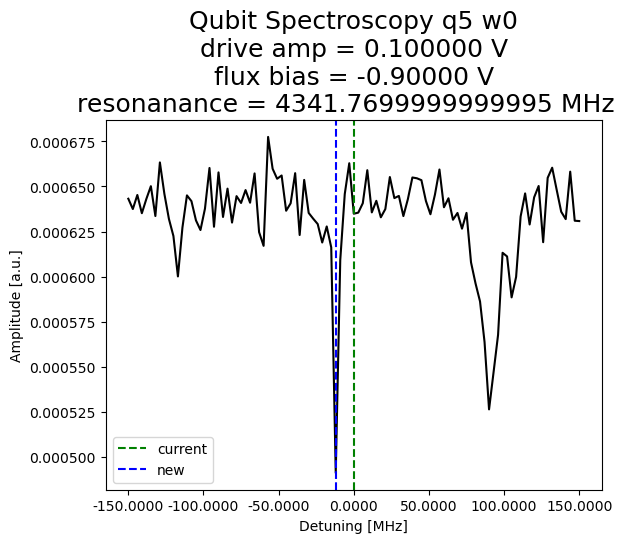 Qubit Spectroscopy q5 w0
drive amp = 0.100000 V
flux bias = -0.90000 V
resonanance = 4341.7699999999995 MHz
Amplitude [a.u.]
0.000675
0.000650
0.000625
0.000600
0.000575
0.000550
0.000525
0.000500
current
new
-150.0000 -100.0000 -50.0000 0.0000 50.0000 100.0000 150.0000
Detuning [MHz]